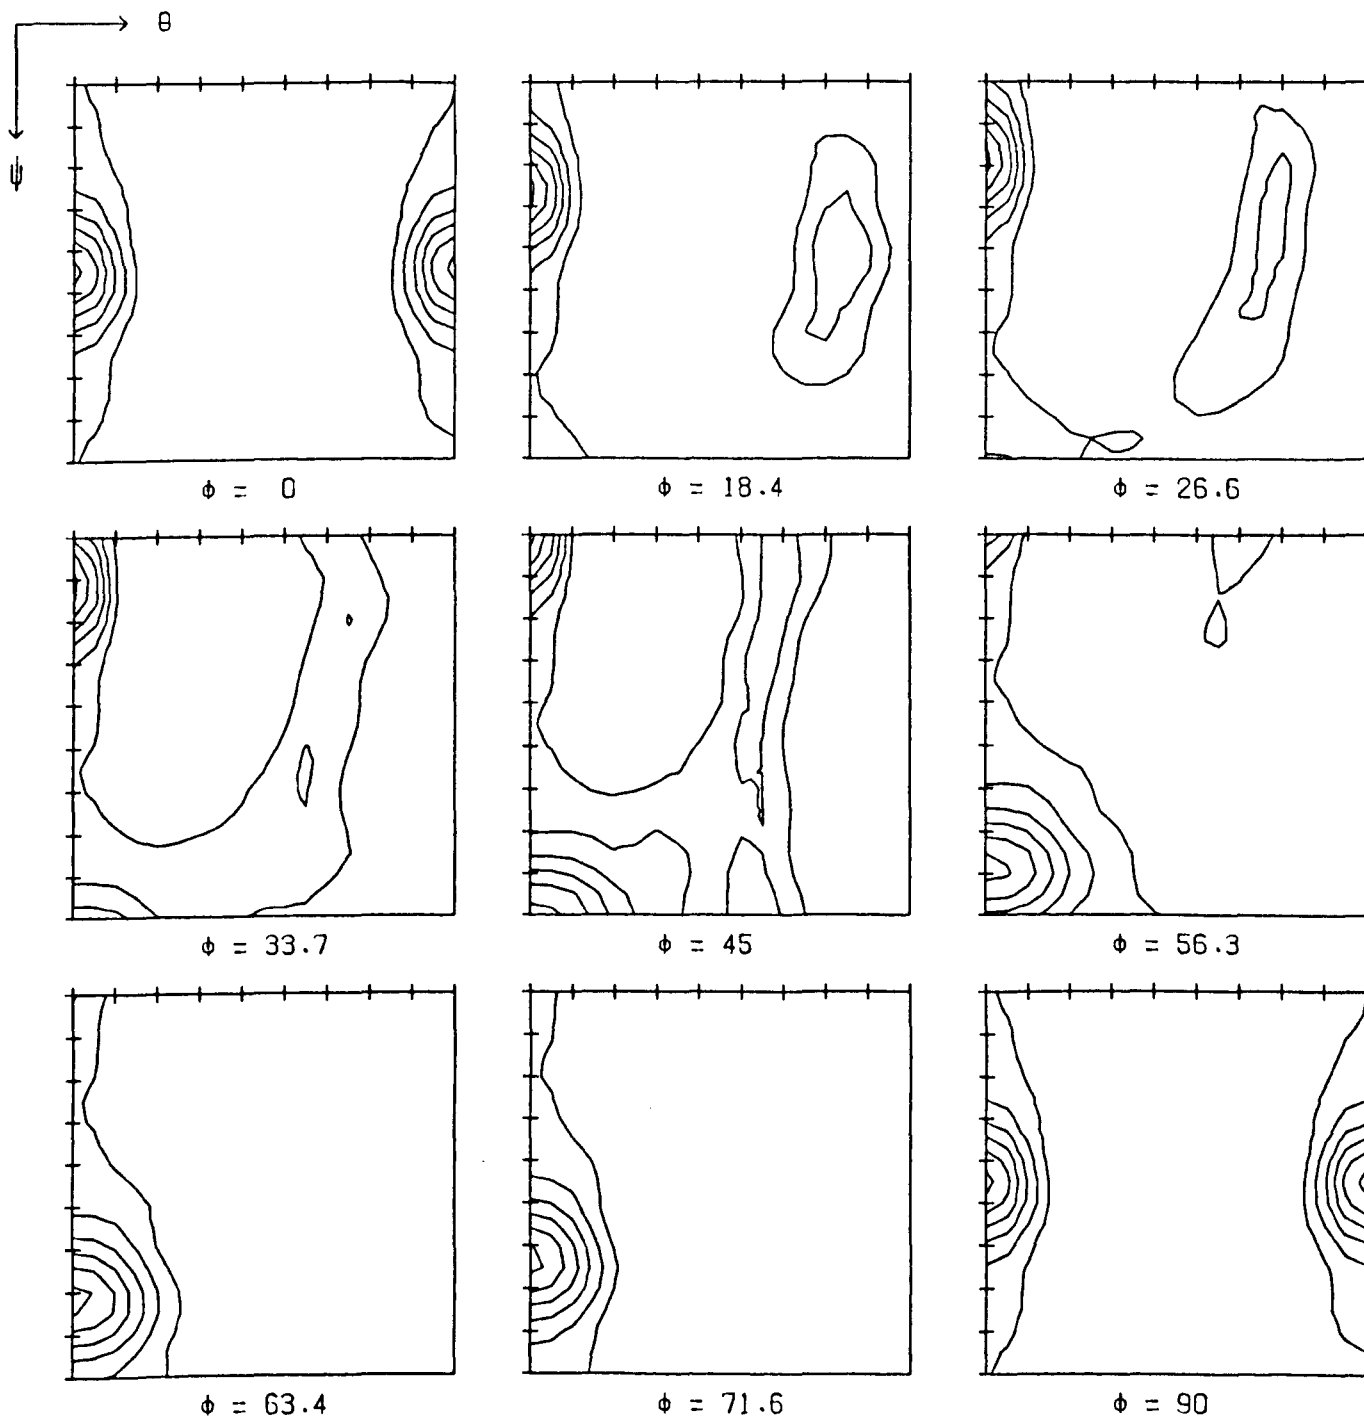 θ
ψ
ϕ = 0
ϕ = 18.4
ϕ = 26.6
ϕ = 33.7
ϕ = 45
ϕ = 56.3
ϕ = 63.4
ϕ = 71.6
ϕ = 90